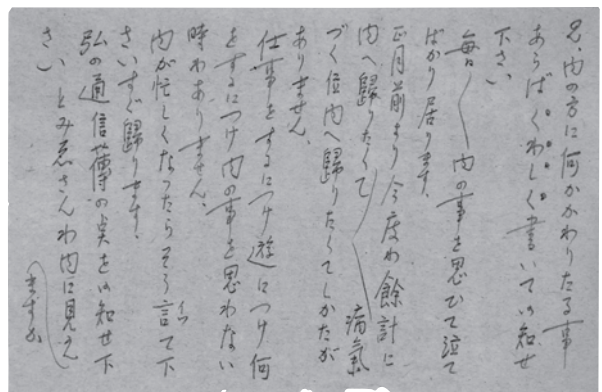 兄、内の方に何かかわりたる事
あらばくわしく書いてお知せ
下さい
毎日〱内の事を思ひて泣て
ばかり居ります、
正月前より今度わ餘計に
内へ歸りたくて〱病氣
づく位内へ歸りたくてしかたが
ありません、
仕事をするにつけ遊につけ何
をするにつけ内の事を思わない
時わありません、
内が忙しくなったらそう言て下
さいすぐ歸ります、
弘の通信簿の点をお知せ下
さい、とみゑさんわ内に見え
ますか